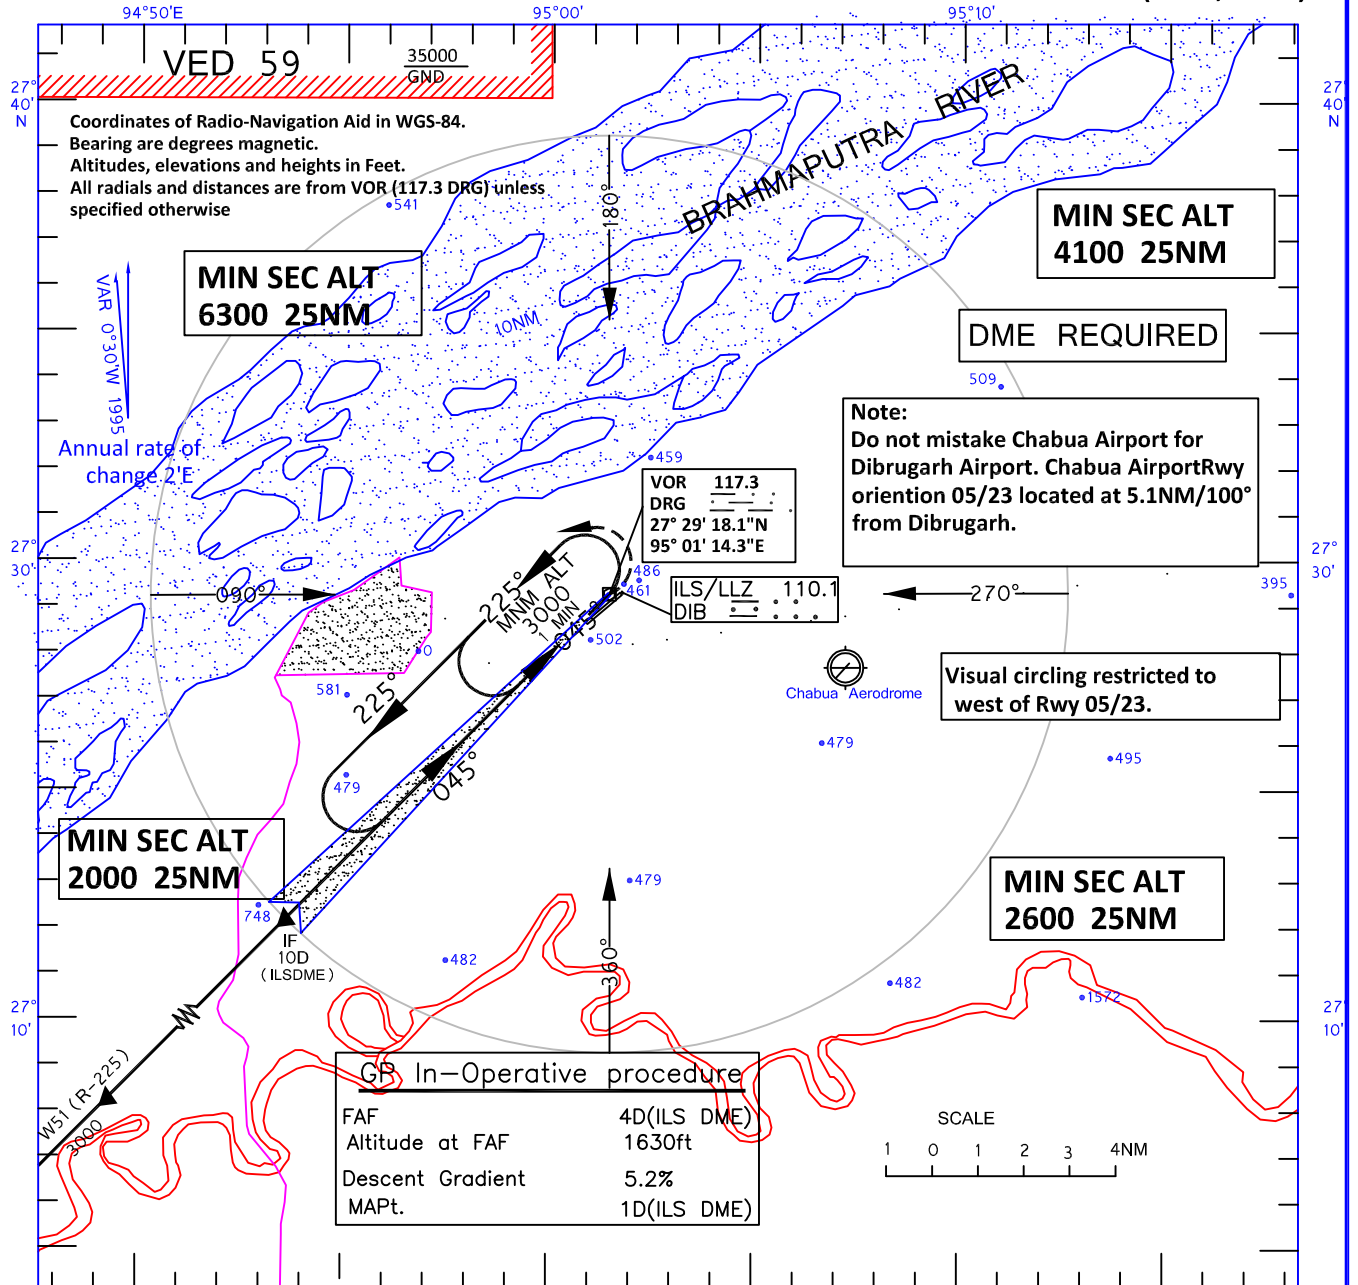 94°50'E
95°00'
95°10'
VED 59
35000
GND
27°
40'
N
27°
40'
N
Coordinates of Radio-Navigation Aid in WGS-84.
Bearing are degrees magnetic.
Altitudes, elevations and heights in Feet.
All radials and distances are from VOR (117.3 DRG) unless
specified otherwise
541
BRAHMAPUTRA RIVER
180°
MIN SEC ALT
4100 25NM
MIN SEC ALT
6300 25NM
VAR 0°30'W 1995
Annual rate of
change 2'E
10NM
DME REQUIRED
509
Note:
Do not mistake Chabua Airport for
Dibrugarh Airport. Chabua AirportRwy
oriention 05/23 located at 5.1NM/100°
from Dibrugarh.
459
VOR 117.3
DRG
27° 29' 18.1"N
95° 01' 14.3"E
27°
30'
27°
30'
486
461
ILS/LLZ 110.1
DIB
395
090°
270°
225°
MNM ALT
3000
1 MIN
045°
502
0
581
225°
Chabua Aerodrome
Visual circling restricted to
west of Rwy 05/23.
479
495
479
045°
MIN SEC ALT
2000 25NM
748
479
MIN SEC ALT
2600 25NM
IF
10D
(ILSDME)
482
360°
482
1572
27°
10'
27°
10'
W51 (R-225)
3000
GP In-Operative procedure
FAF 4D(ILS DME)
Altitude at FAF 1630ft
Descent Gradient 5.2%
MAPt. 1D(ILS DME)
SCALE
1 0 1 2 3 4NM